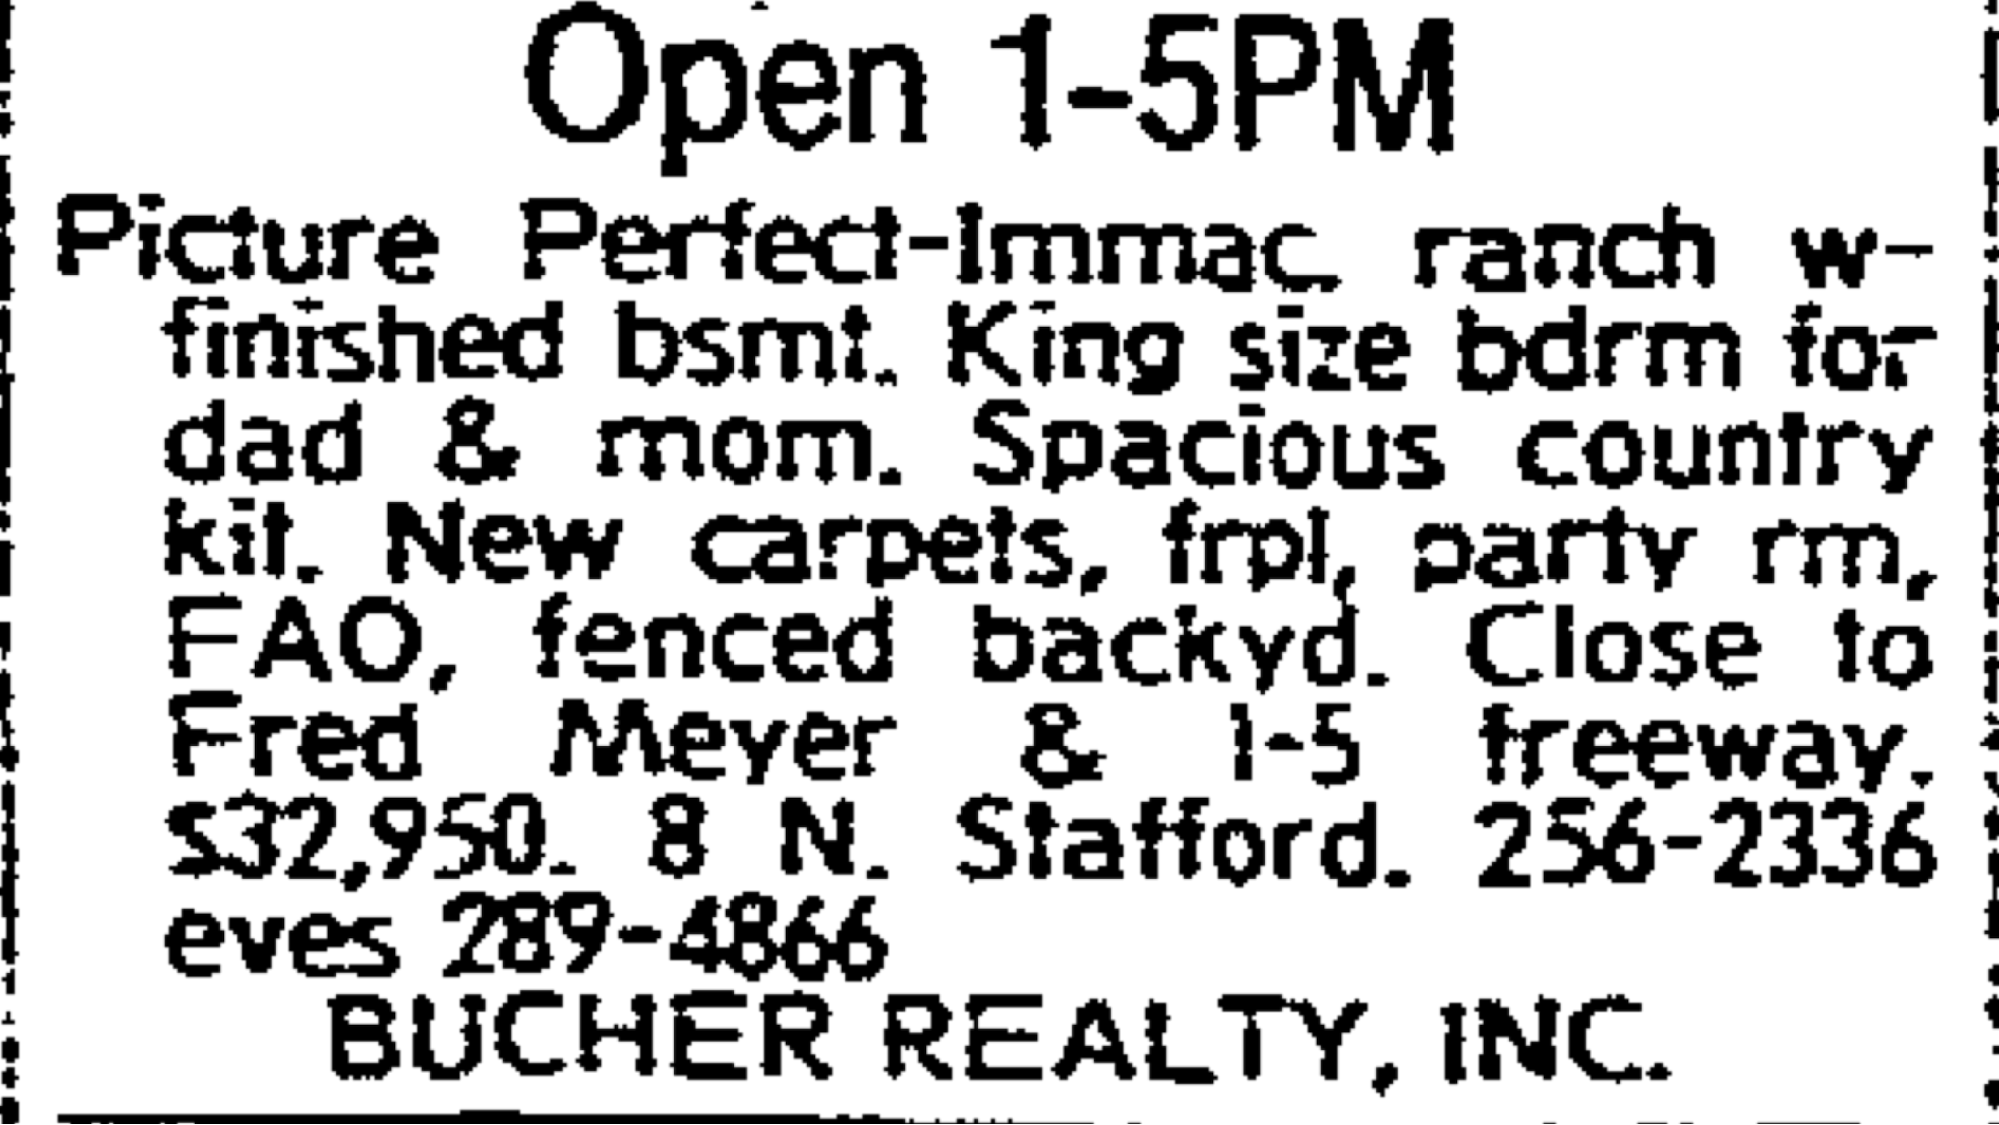 Open 1-5PM
Picture Perfect-Immac. ranch w-
finished bsmt. King size bdrm for
dad & mom. Spacious country
kit. New carpets, frpl, party rm,
FAO, fenced backyd. Close to
Fred Meyer & I-5 freeway.
$32,950. 8 N. Stafford. 256-2336
eves 289-4866
BUCHER REALTY, INC.